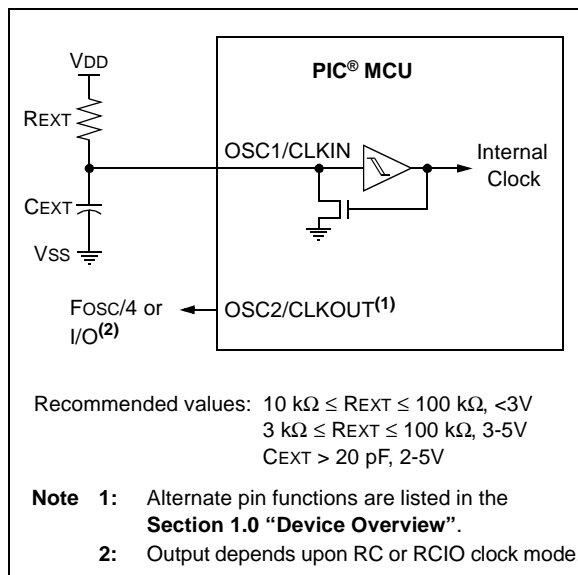 VDD
PIC® MCU
REXT
OSC1/CLKIN
Internal
Clock
CEXT
VSS
FOSC/4 or
I/O(2)
OSC2/CLKOUT(1)
Recommended values: 10 kΩ ≤ REXT ≤ 100 kΩ, <3V
3 kΩ ≤ REXT ≤ 100 kΩ, 3-5V
CEXT > 20 pF, 2-5V
Note 1: Alternate pin functions are listed in the
Section 1.0 “Device Overview”.
2: Output depends upon RC or RCIO clock mode